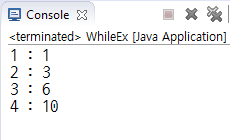 Console
<terminated> WhileEx [Java Application]
1 : 1
2 : 3
3 : 6
4 : 10